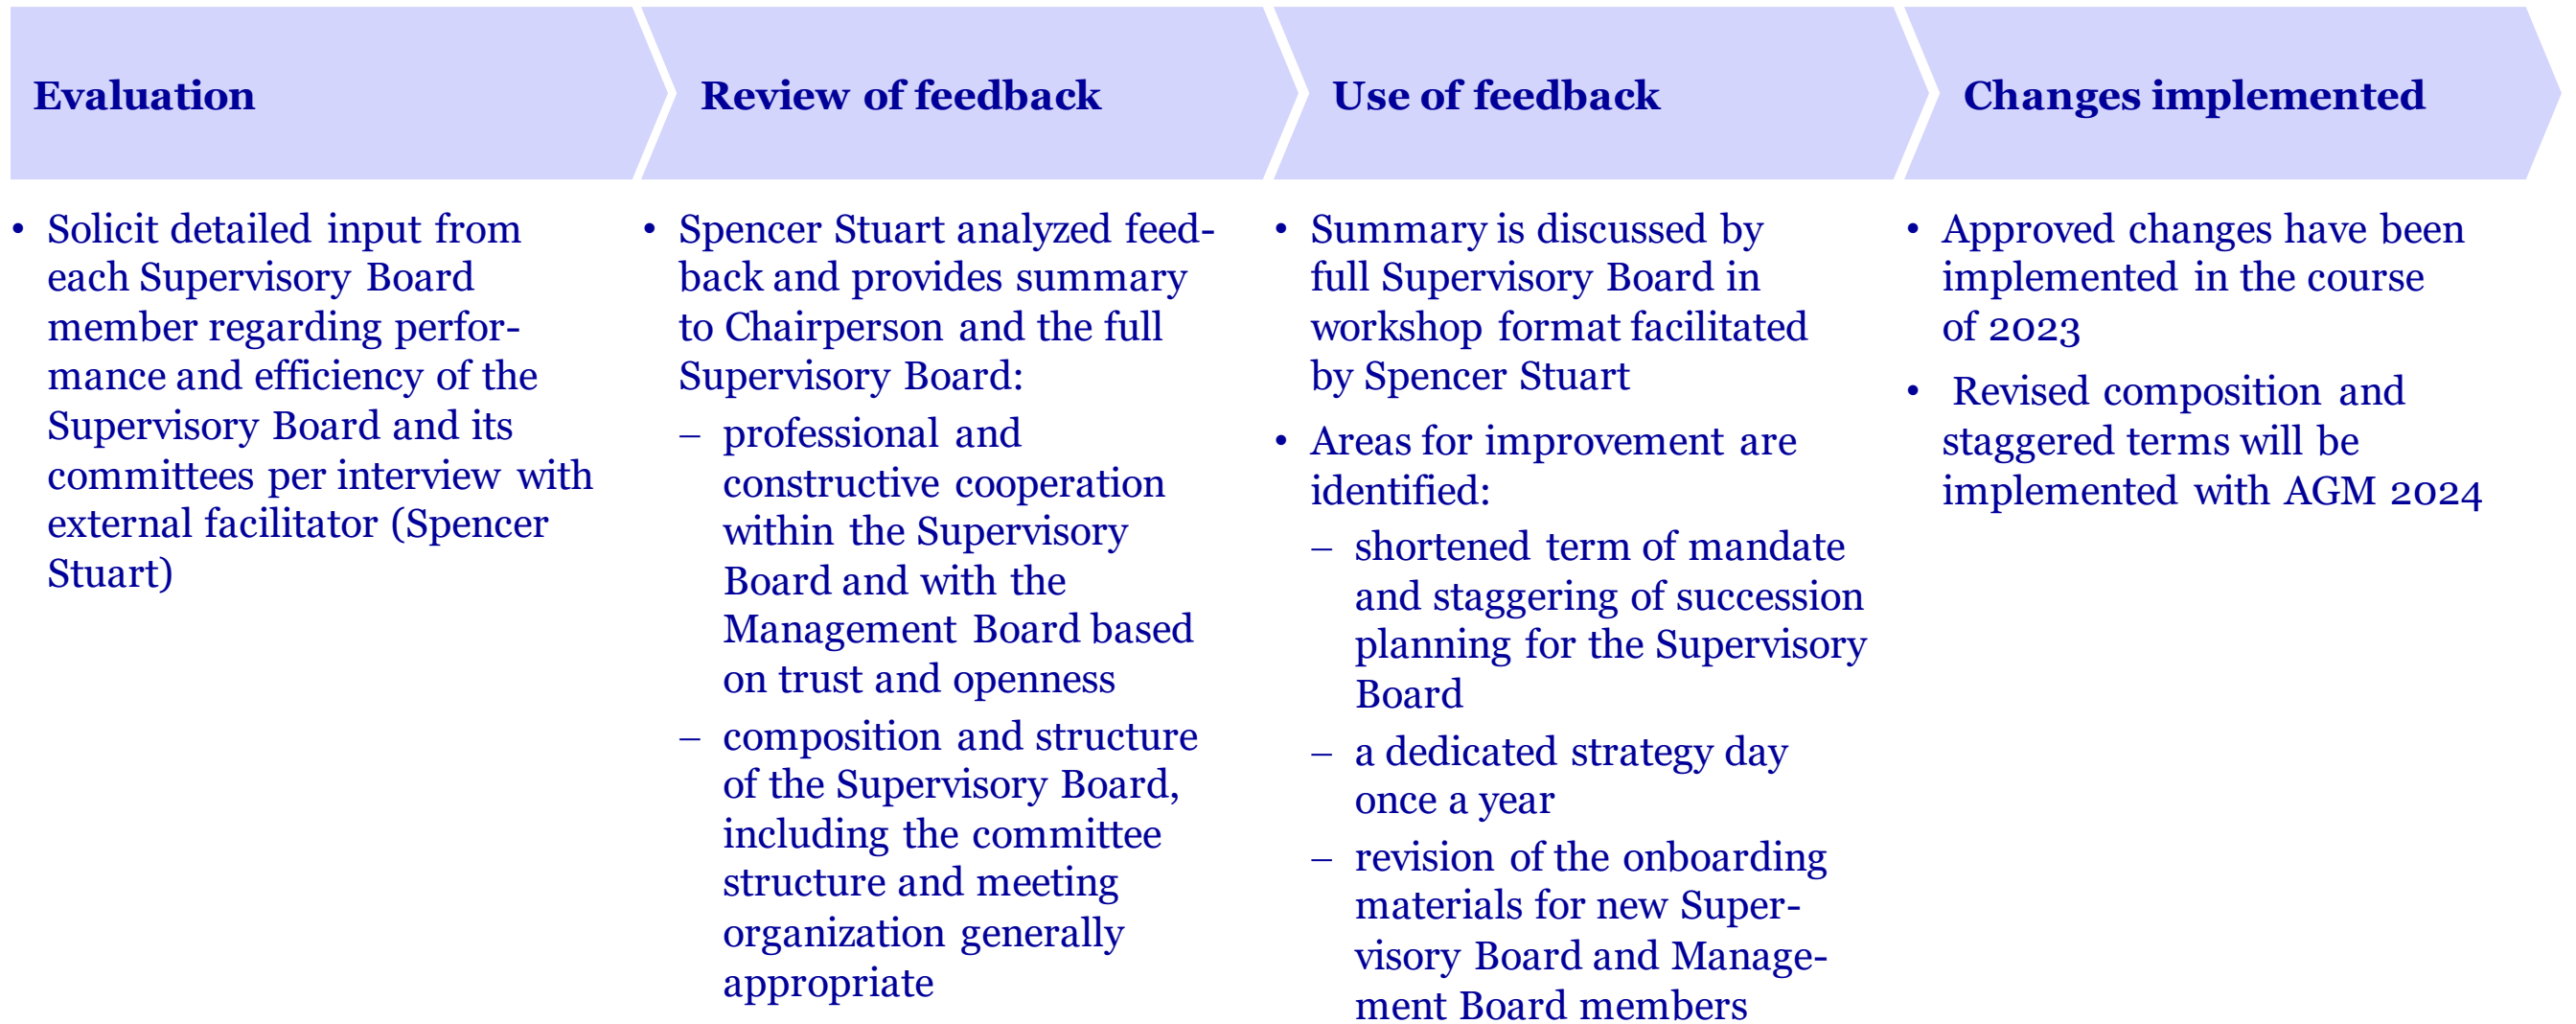 Evaluation
• Solicit detailed input from
each Supervisory Board
member regarding perfor-
mance and efficiency of the
Supervisory Board and its
committees per interview with
external facilitator (Spencer
Stuart)
Review of feedback
• Spencer Stuart analyzed feed-
back and provides summary
to Chairperson and the full
Supervisory Board:
– professional and
constructive cooperation
within the Supervisory
Board and with the
Management Board based
on trust and openness
– composition and structure
of the Supervisory Board,
including the committee
structure and meeting
organization generally
appropriate
Use of feedback
• Summary is discussed by
full Supervisory Board in
workshop format facilitated
by Spencer Stuart
• Areas for improvement are
identified:
– shortened term of mandate
and staggering of succession
planning for the Supervisory
Board
– a dedicated strategy day
once a year
– revision of the onboarding
materials for new Super-
visory Board and Manage-
ment Board members
Changes implemented
• Approved changes have been
implemented in the course
of 2023
• Revised composition and
staggered terms will be
implemented with AGM 2024